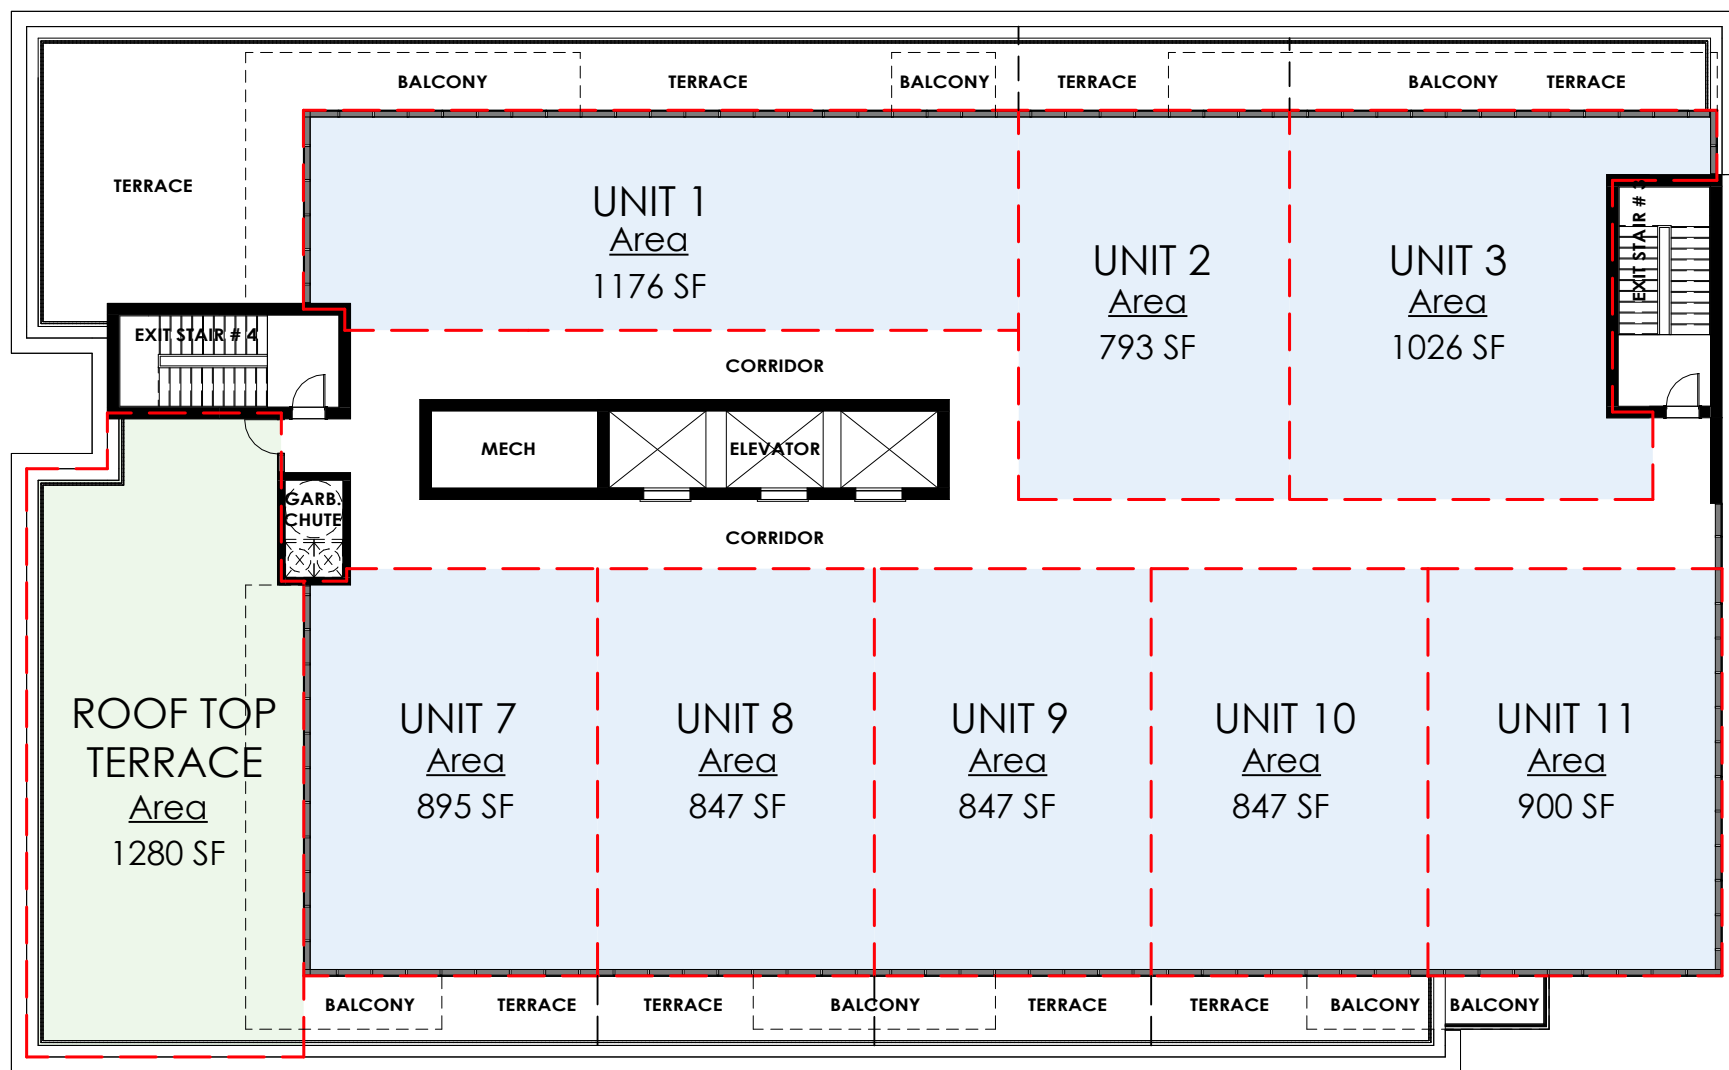 BALCONY TERRACE BALCONY TERRACE BALCONY TERRACE
TERRACE
UNIT 1
Area
1176 SF
UNIT 2
Area
793 SF
UNIT 3
Area
1026 SF
EXIT STAIR # 3
EXIT STAIR # 4
CORRIDOR
MECH
ELEVATOR
GARB.
CHUTE
CORRIDOR
ROOF TOP
TERRACE
Area
1280 SF
UNIT 7
Area
895 SF
UNIT 8
Area
847 SF
UNIT 9
Area
847 SF
UNIT 10
Area
847 SF
UNIT 11
Area
900 SF
BALCONY TERRACE TERRACE BALCONY TERRACE TERRACE BALCONY BALCONY